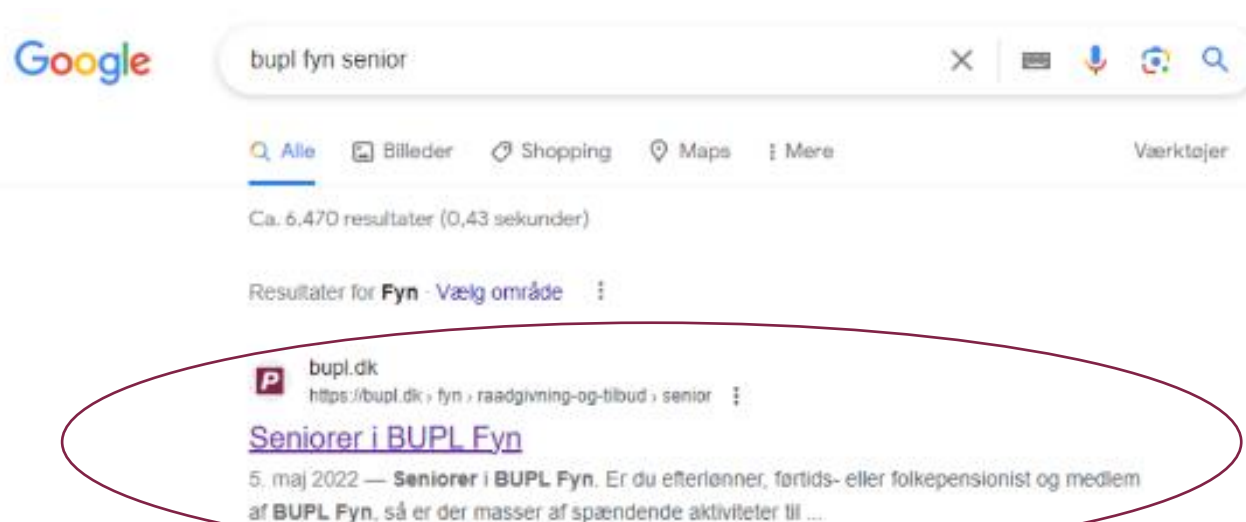 Google
bupl fyn senior
Alle Billeder Shopping Maps Mere Værktøjer
Ca. 6.470 resultater (0,43 sekunder)
Resultater for Fyn · Vælg område
P bupl.dk
https://bupl.dk › fyn › raadgivning-og-tilbud › senior
Seniorer i BUPL Fyn
5. maj 2022 — Seniorer i BUPL Fyn. Er du efterlønner, førtids- eller folkepensionist og medlem
af BUPL Fyn, så er der masser af spændende aktiviteter til ...